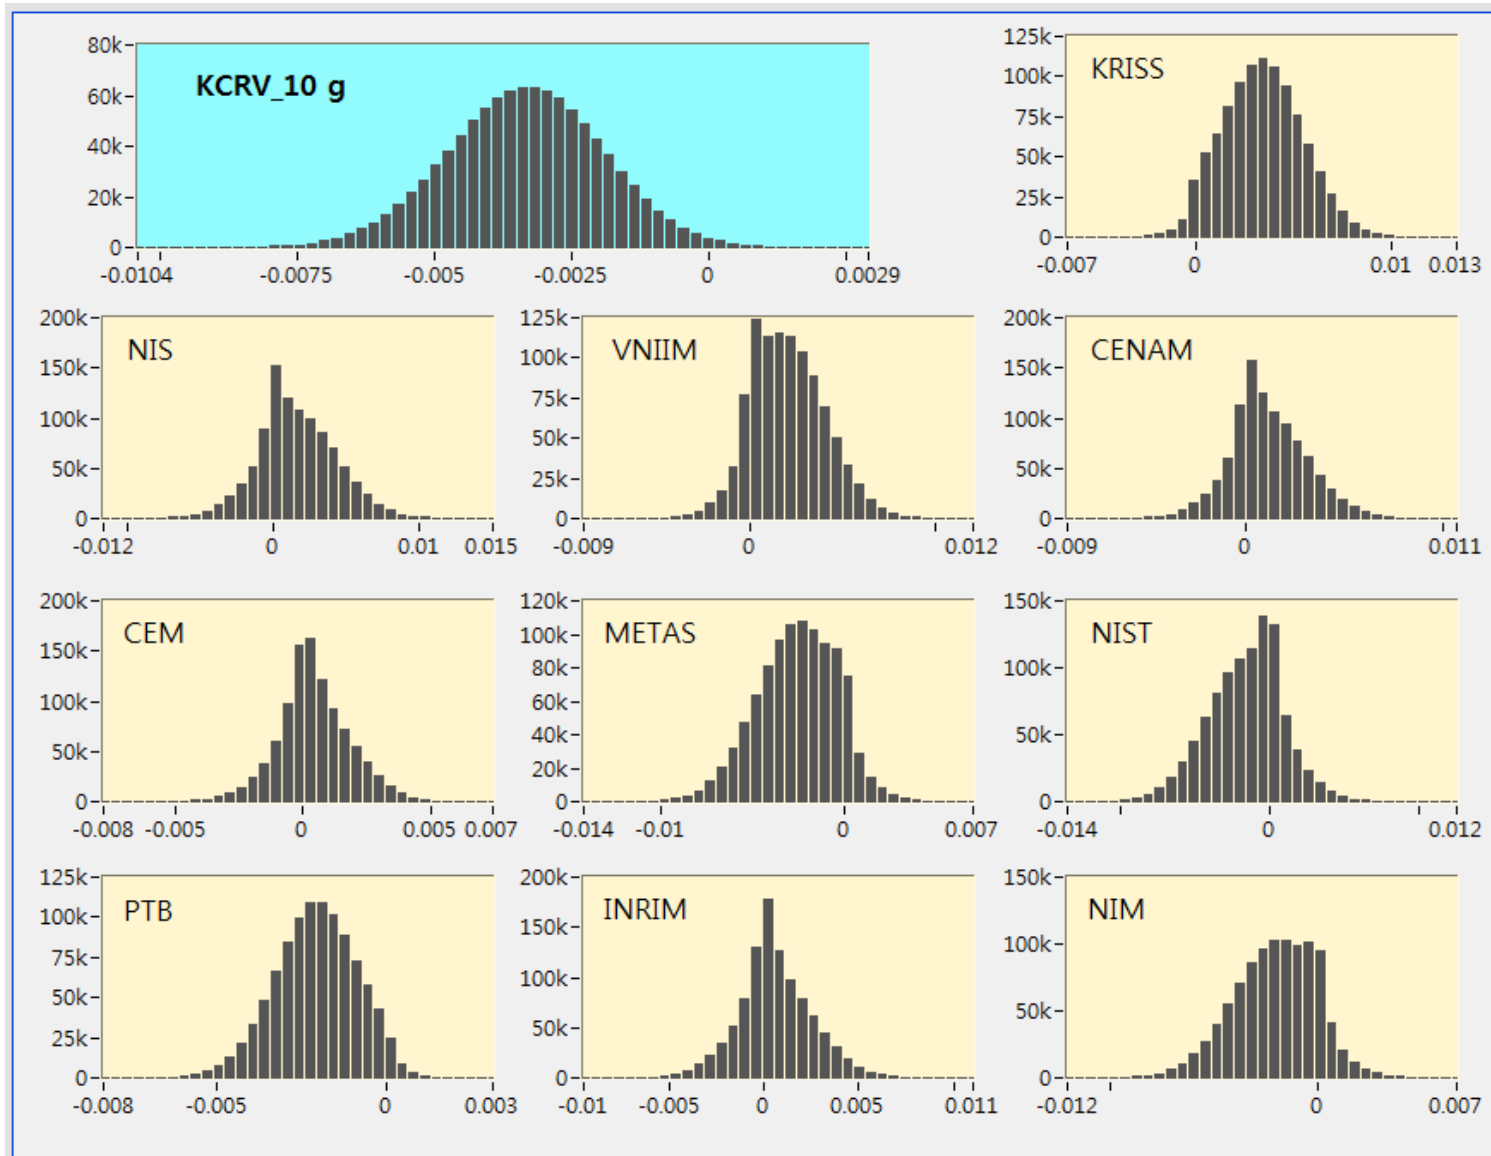 KCRV_10 g
80k
60k
40k
20k
0
-0.0104 -0.0075 -0.005 -0.0025 0 0.0029
KRISS
125k
100k
75k
50k
25k
0
-0.007 0 0.01 0.013
NIS
200k
150k
100k
50k
0
-0.012 0 0.01 0.015
VNIIM
125k
100k
75k
50k
25k
0
-0.009 0 0.012
CENAM
200k
150k
100k
50k
0
-0.009 0 0.011
CEM
200k
150k
100k
50k
0
-0.008 -0.005 0 0.005 0.007
METAS
120k
100k
80k
60k
40k
20k
0
-0.014 -0.01 0 0.007
NIST
150k
100k
50k
0
-0.014 0 0.012
PTB
125k
100k
75k
50k
25k
0
-0.008 -0.005 0 0.003
INRIM
200k
150k
100k
50k
0
-0.01 -0.005 0 0.005 0.011
NIM
150k
100k
50k
0
-0.012 0 0.007